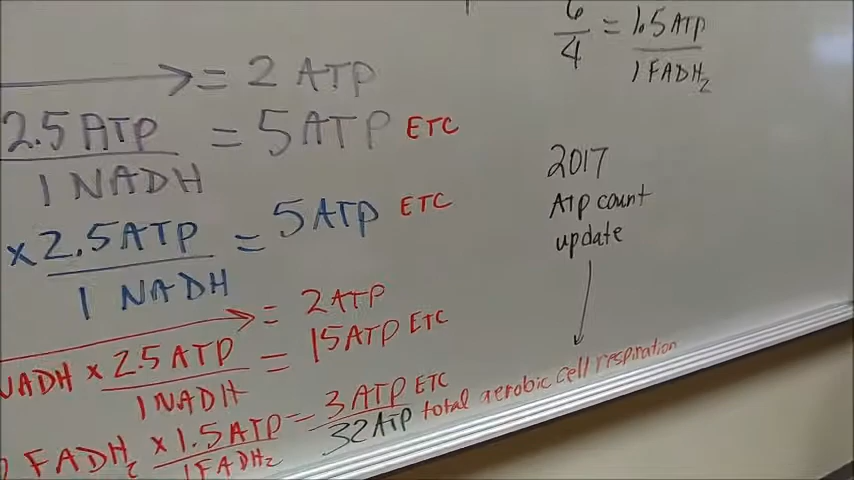 = 2 ATP
2.5 ATP = 5 ATP ETC
1 NADH
x 2.5 ATP = 5 ATP ETC
1 NADH
= 2 ATP
NADH x 2.5 ATP = 15 ATP ETC
1 NADH
FADH2 x 1.5 ATP = 3 ATP ETC
1 FADH2
32 ATP total aerobic cell respiration
6 = 1.5 ATP
4 1 FADH2
2017
ATP count
update